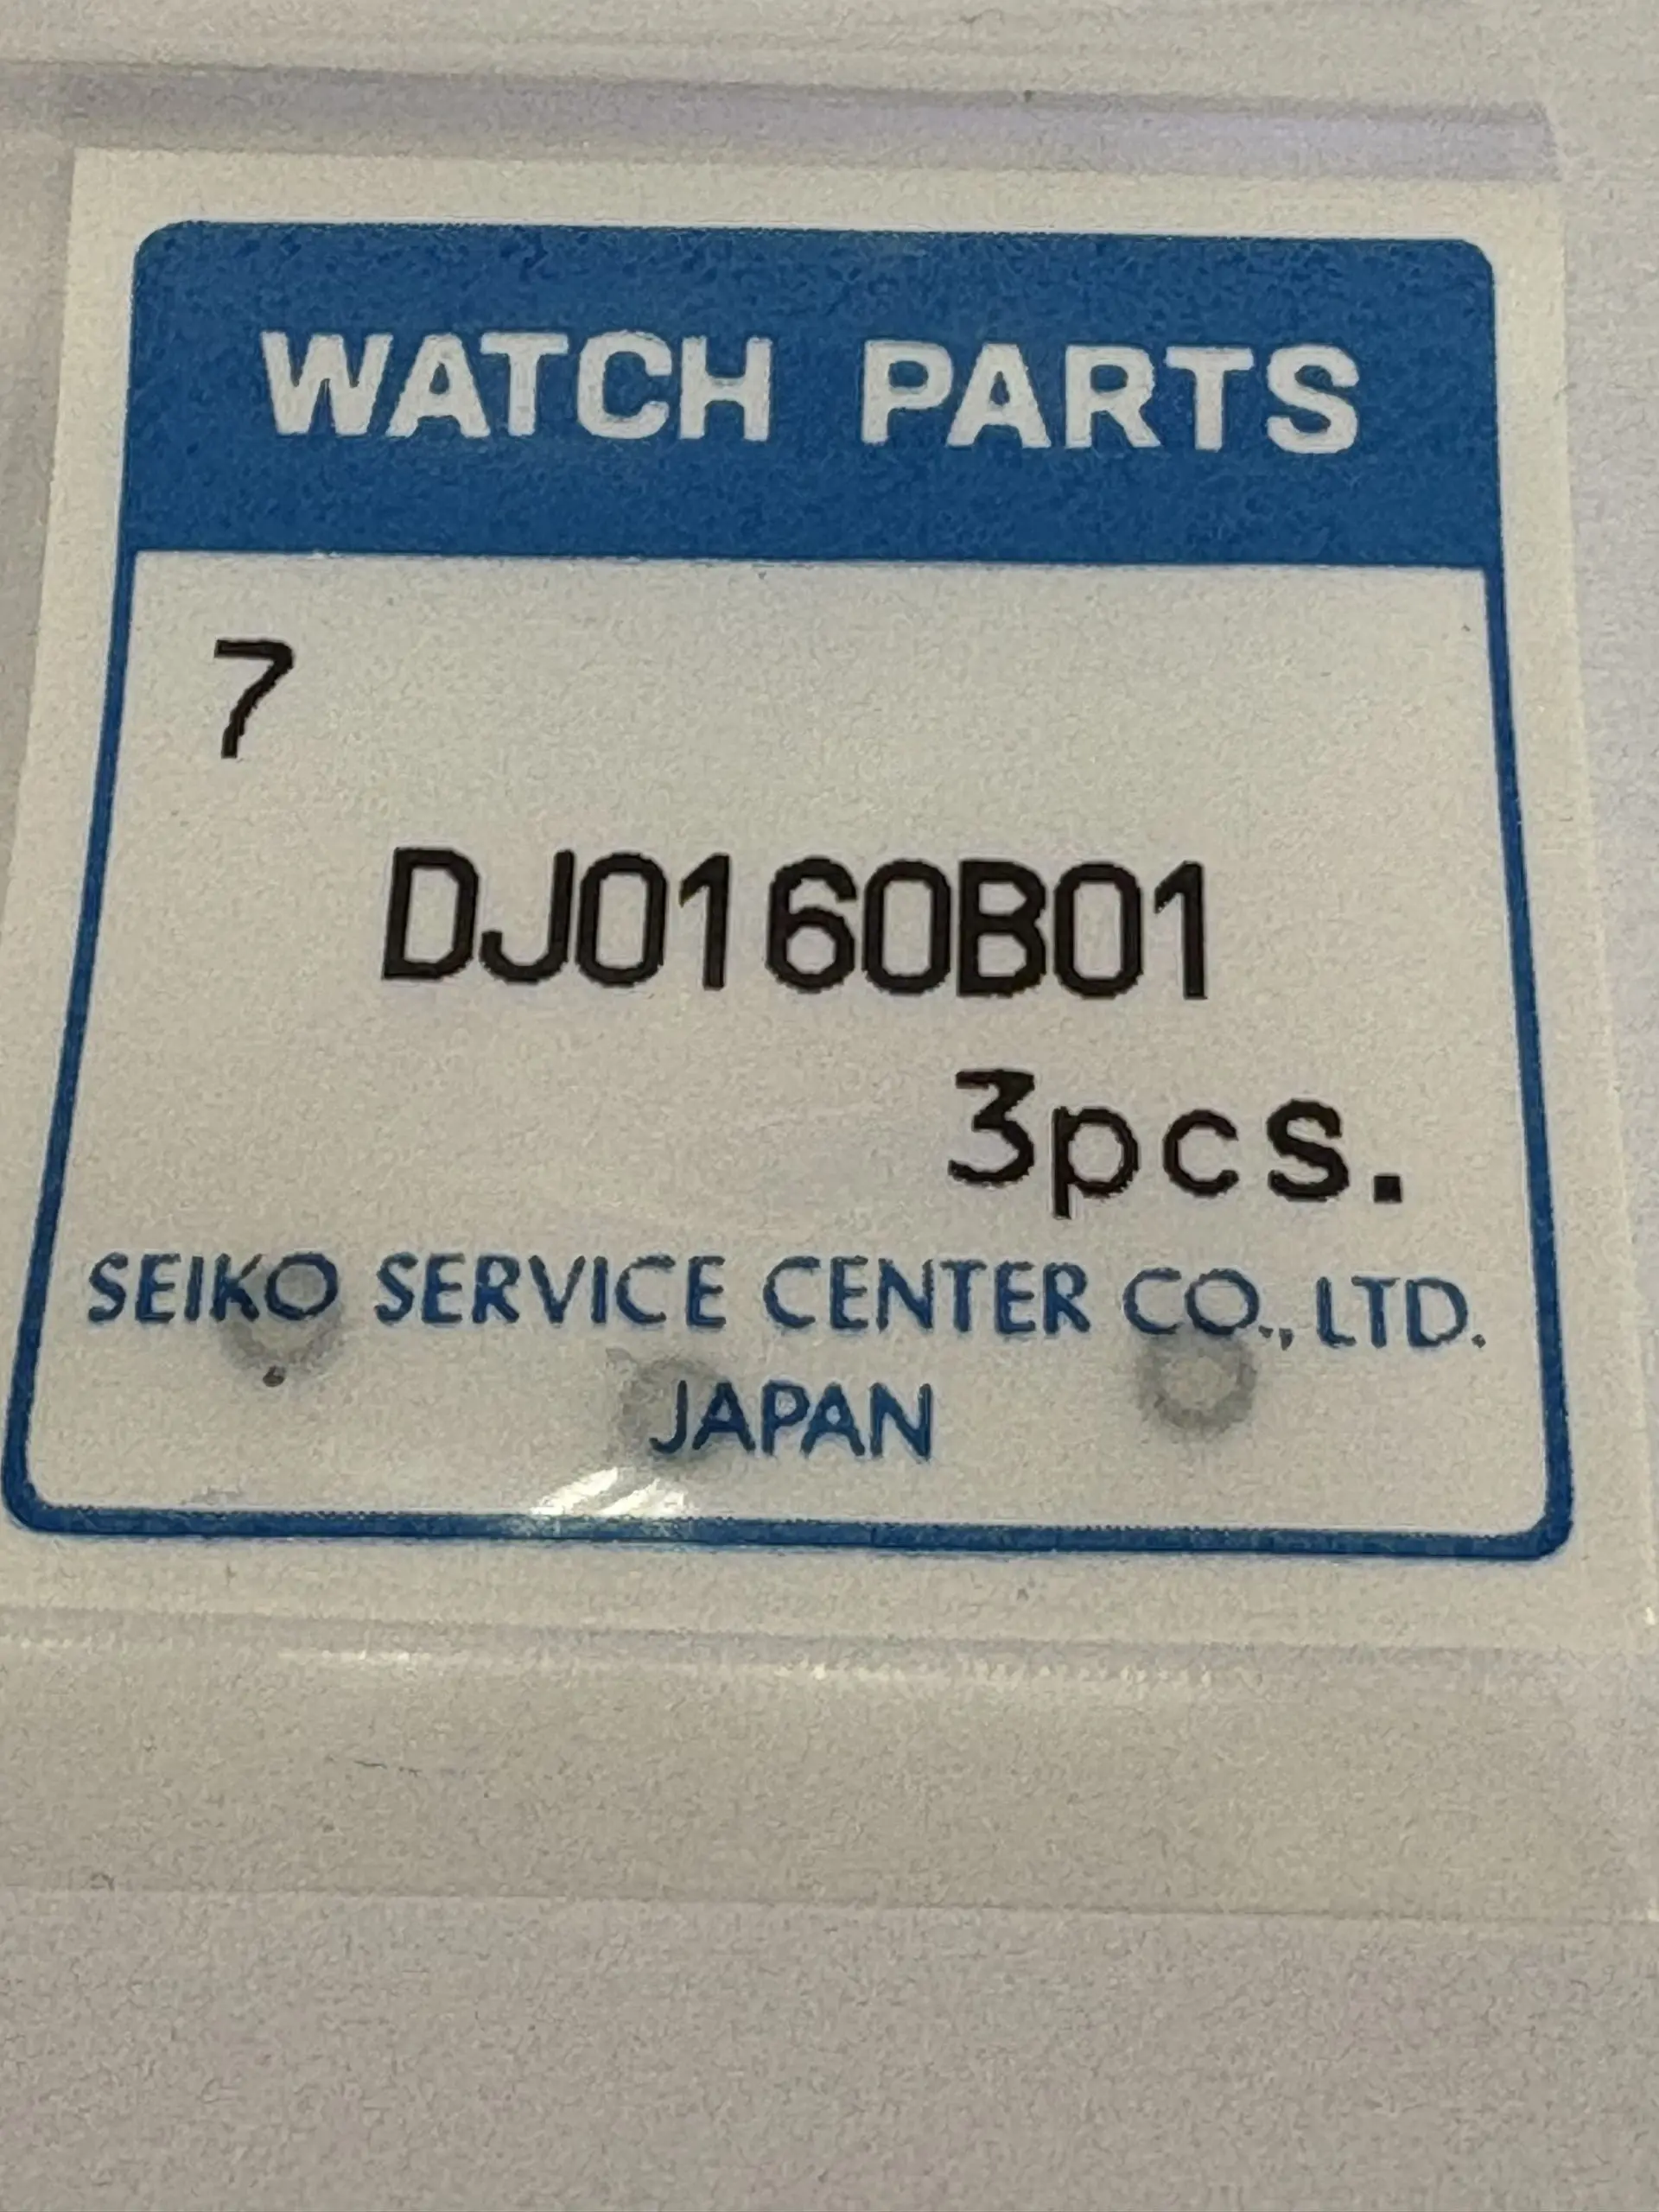 WATCH PARTS
7
DJ0160B01
3pcs.
SEIKO SERVICE CENTER CO., LTD.
JAPAN